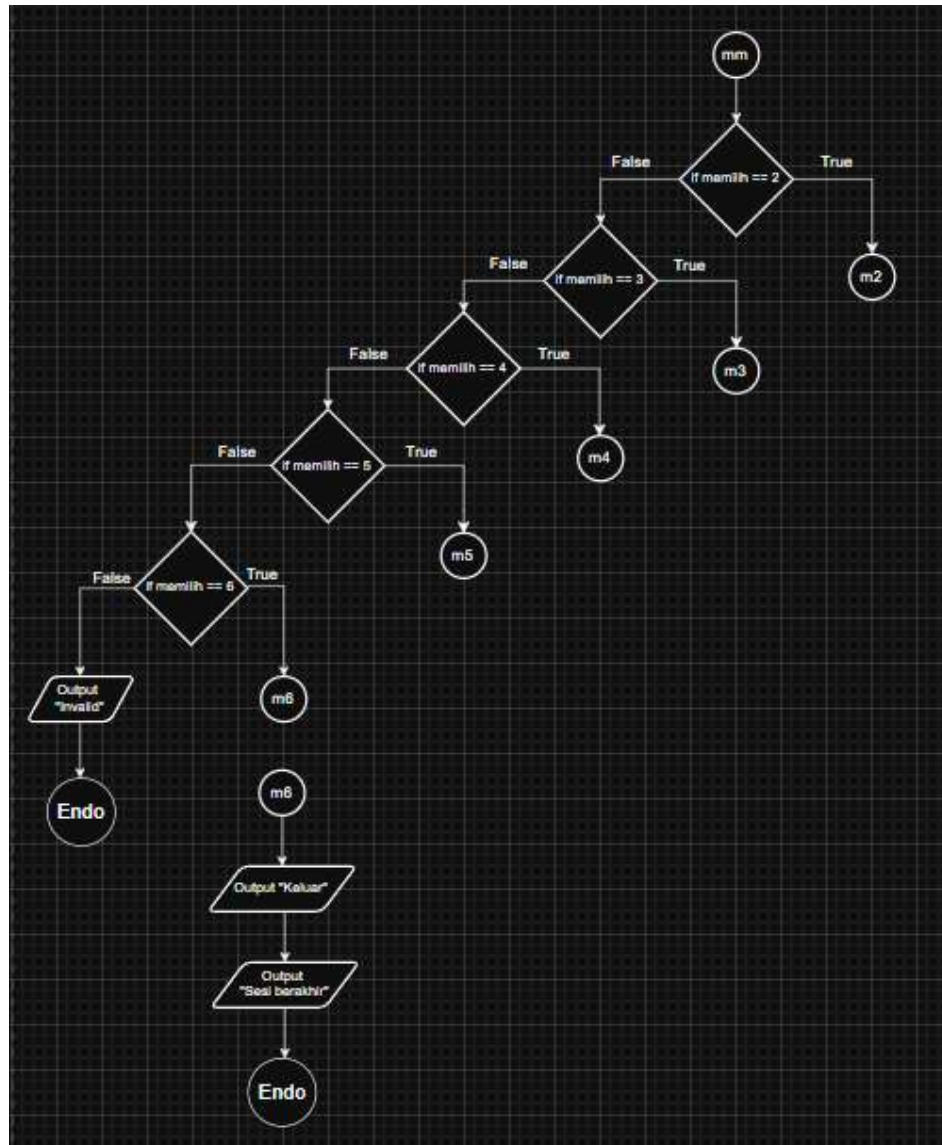 mm
False
True
if memilih == 2
m2
False
True
if memilih == 3
m3
False
True
if memilih == 4
m4
False
True
if memilih == 5
m5
False
True
if memilih == 6
Output
"Invalid"
m6
Endo
m6
Output "Keluar"
Output
"Sesi berakhir"
Endo